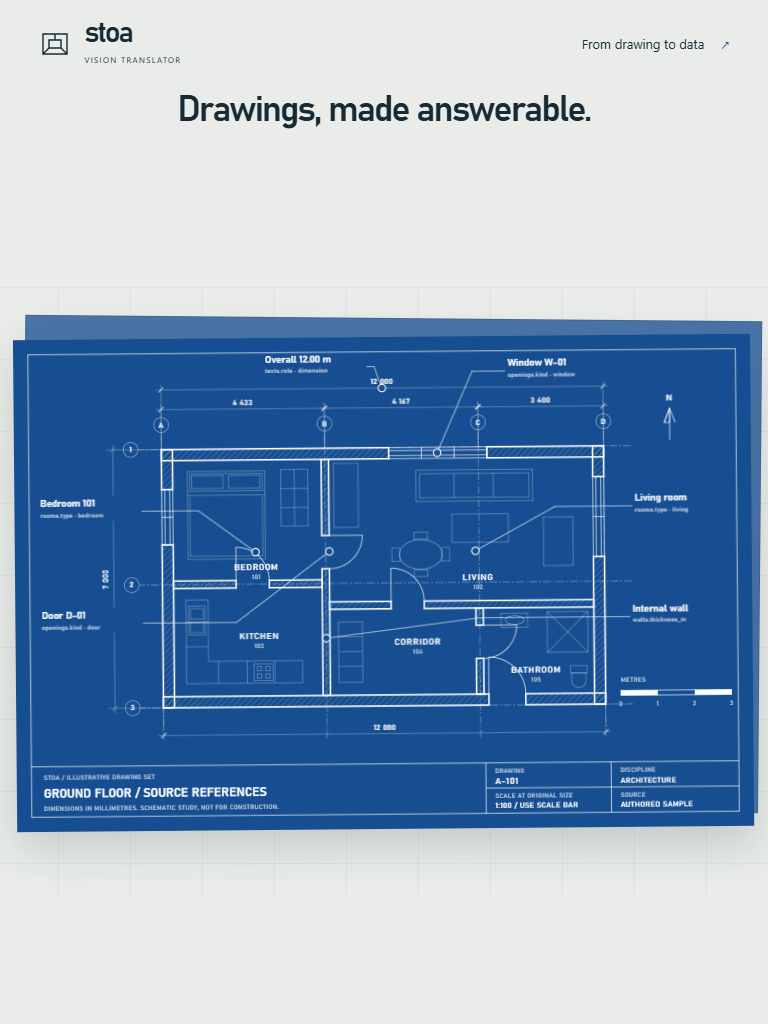 stoa
VISION TRANSLATOR
From drawing to data ↗
Drawings, made answerable.
Overall 12.00 m
texts.role - dimension
Window W-01
openings.kind - window
12 000
4 433
4 167
3 400
A
B
C
D
N
1
Bedroom 101
rooms.type - bedroom
Living room
rooms.type - living
BEDROOM
101
LIVING
102
7 000
2
Door D-01
openings.kind - door
Internal wall
walls.thickness_m
KITCHEN
103
CORRIDOR
104
BATHROOM
105
METRES
0 1 2 3
3
12 000
STOA / ILLUSTRATIVE DRAWING SET
GROUND FLOOR / SOURCE REFERENCES
DIMENSIONS IN MILLIMETRES. SCHEMATIC STUDY, NOT FOR CONSTRUCTION.
DRAWING
A-101
DISCIPLINE
ARCHITECTURE
SCALE AT ORIGINAL SIZE
1:100 / USE SCALE BAR
SOURCE
AUTHORED SAMPLE